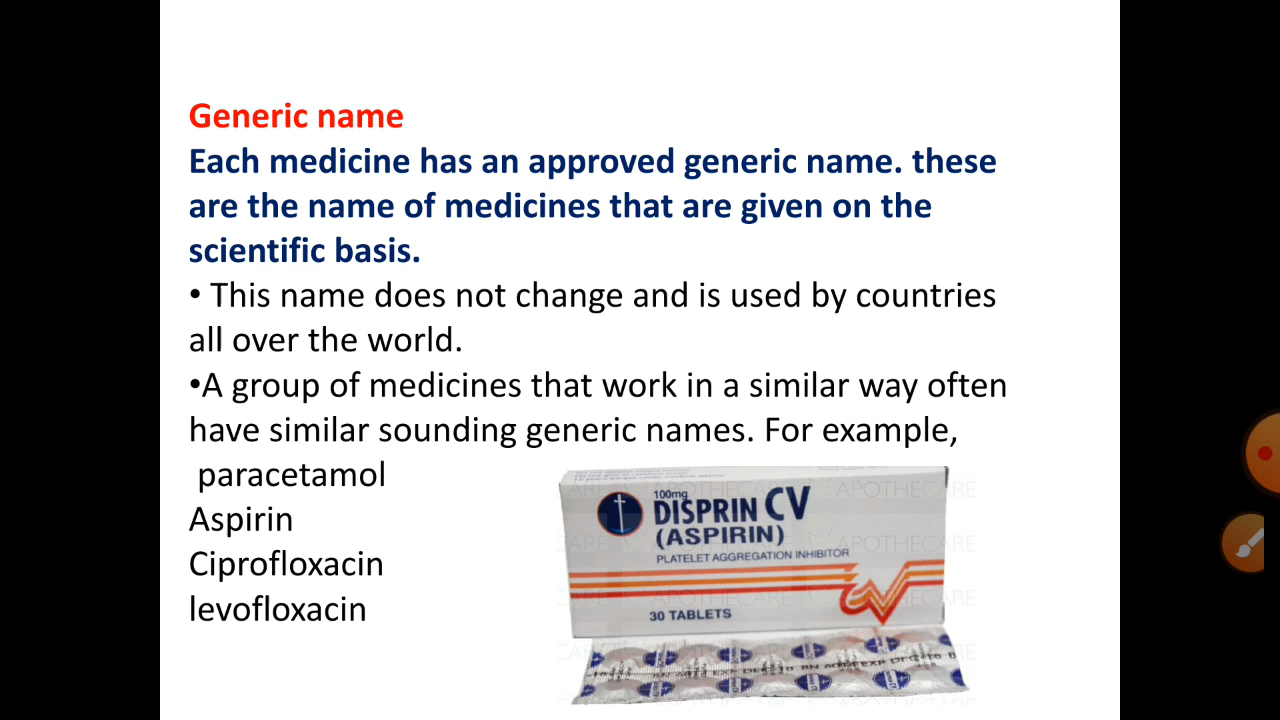 Generic name
Each medicine has an approved generic name. these
are the name of medicines that are given on the
scientific basis.
• This name does not change and is used by countries
all over the world.
•A group of medicines that work in a similar way often
have similar sounding generic names. For example,
paracetamol
Aspirin
Ciprofloxacin
levofloxacin
100mg
DISPRIN CV
(ASPIRIN)
PLATELET AGGREGATION INHIBITOR
30 TABLETS
APOTHECARE